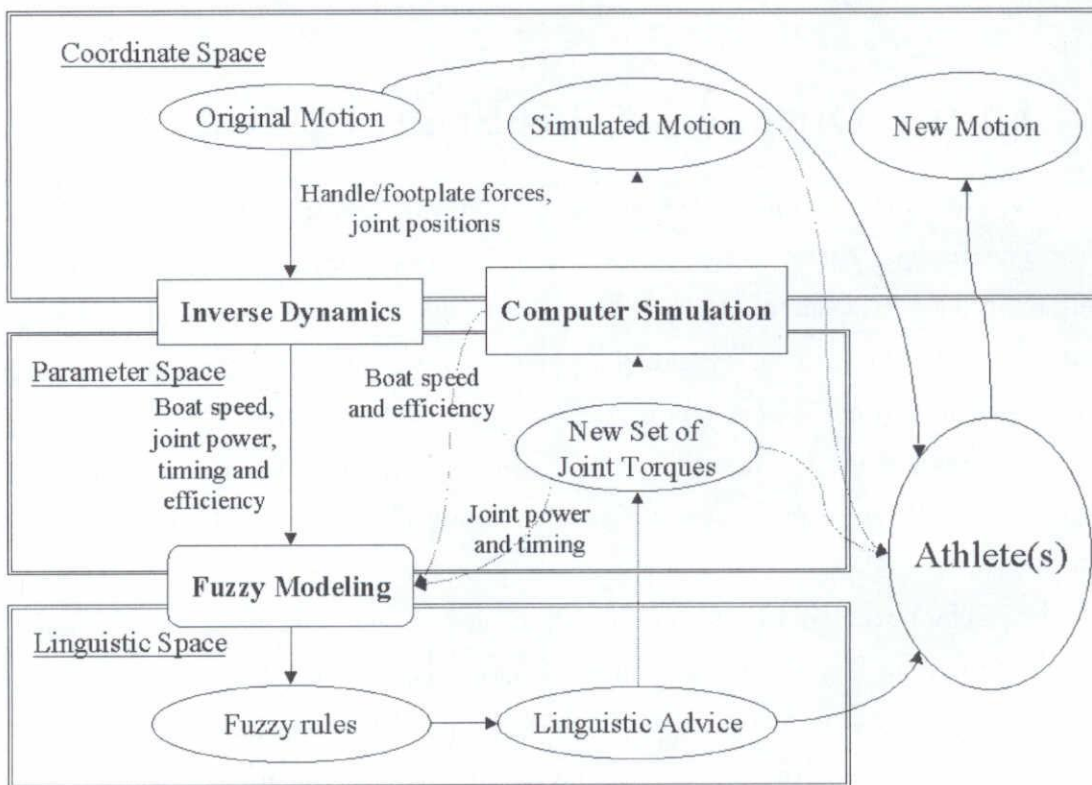 Coordinate Space
Original Motion
Simulated Motion
New Motion
Handle/footplate forces,
joint positions
Inverse Dynamics
Computer Simulation
Parameter Space
Boat speed,
joint power,
timing and
efficiency
Boat speed
and efficiency
New Set of
Joint Torques
Joint power
and timing
Athlete(s)
Fuzzy Modeling
Linguistic Space
Fuzzy rules
Linguistic Advice